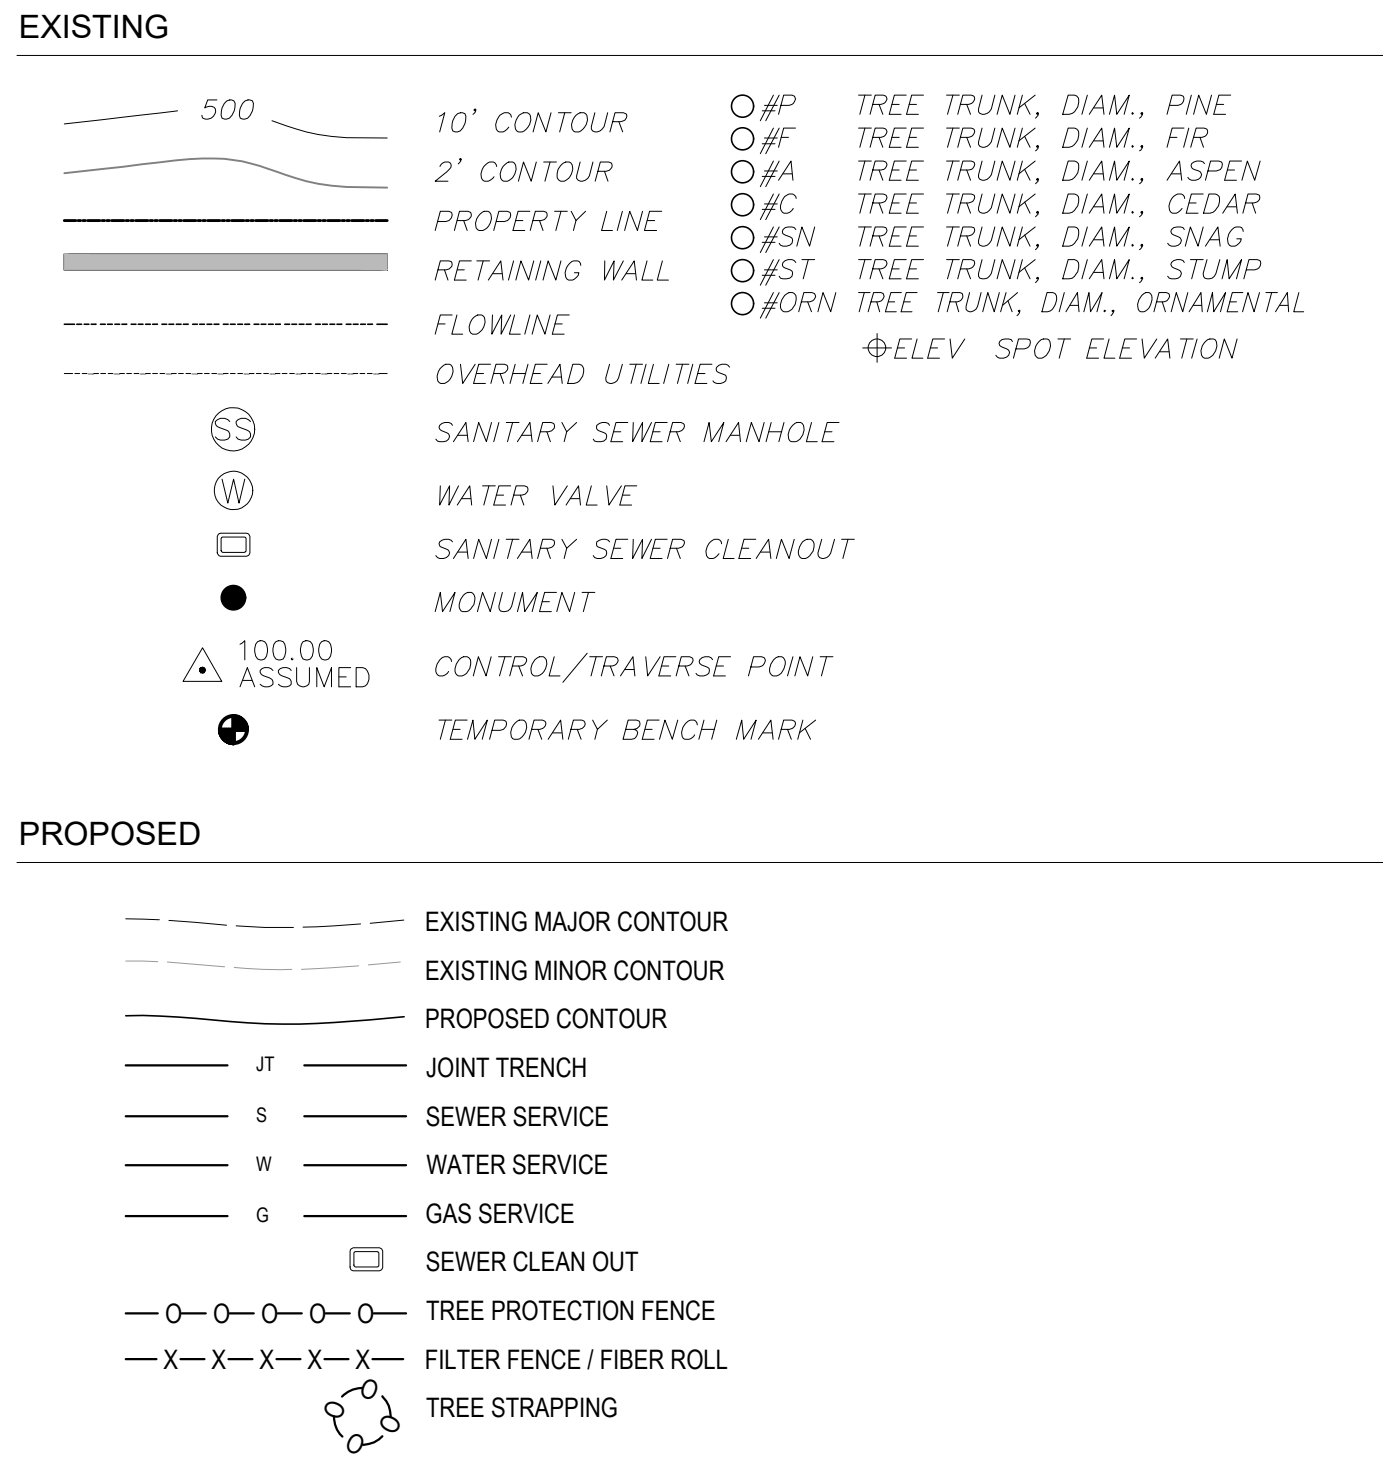 EXISTING
500
10' CONTOUR
2' CONTOUR
PROPERTY LINE
RETAINING WALL
FLOWLINE
OVERHEAD UTILITIES
#P TREE TRUNK, DIAM., PINE
#F TREE TRUNK, DIAM., FIR
#A TREE TRUNK, DIAM., ASPEN
#C TREE TRUNK, DIAM., CEDAR
#SN TREE TRUNK, DIAM., SNAG
#ST TREE TRUNK, DIAM., STUMP
#ORN TREE TRUNK, DIAM., ORNAMENTAL
ELEV SPOT ELEVATION
SS SANITARY SEWER MANHOLE
W WATER VALVE
SANITARY SEWER CLEANOUT
MONUMENT
100.00
ASSUMED
CONTROL/TRAVERSE POINT
TEMPORARY BENCH MARK
PROPOSED
EXISTING MAJOR CONTOUR
EXISTING MINOR CONTOUR
PROPOSED CONTOUR
JT JOINT TRENCH
S SEWER SERVICE
W WATER SERVICE
G GAS SERVICE
SEWER CLEAN OUT
O O O O O TREE PROTECTION FENCE
X X X X X FILTER FENCE / FIBER ROLL
TREE STRAPPING